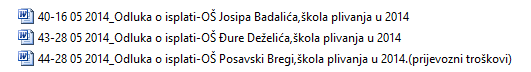 40-16 05 2014_Odluka o isplati-OŠ Josipa Badalića,škola plivanja u 2014
43-28 05 2014_Odluka o isplati-OŠ Đure Deželića,škola plivanja u 2014
44-28 05 2014_Odluka o isplati-OŠ Posavski Bregi,škola plivanja u 2014.(prijevozni troškovi)